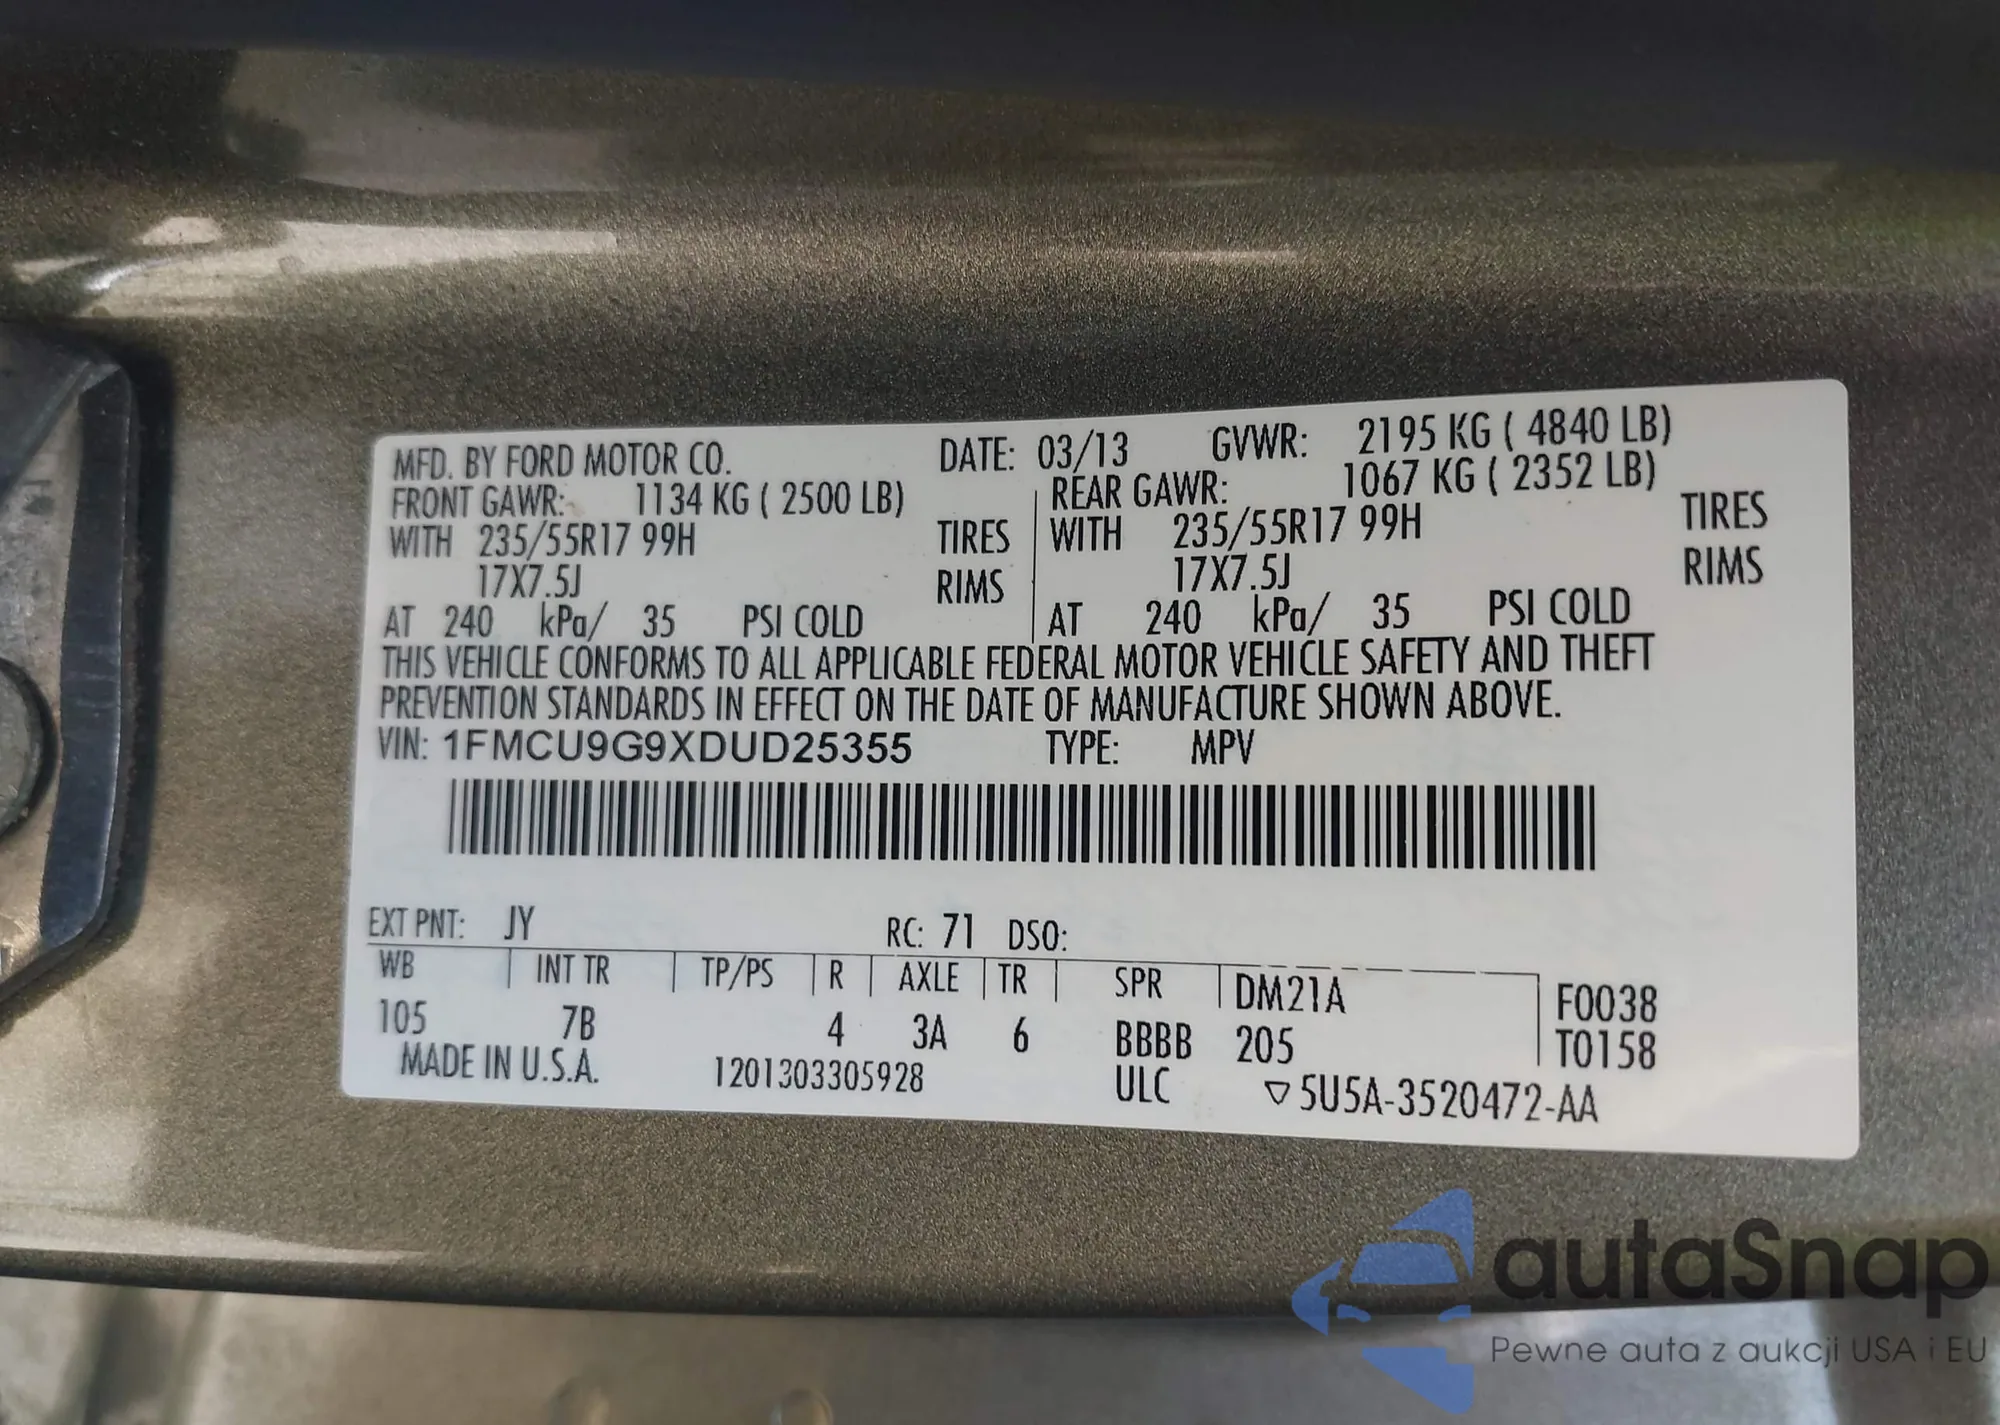 MFD. BY FORD MOTOR CO. DATE: 03/13 GVWR: 2195 KG ( 4840 LB)
FRONT GAWR: 1134 KG ( 2500 LB) REAR GAWR: 1067 KG ( 2352 LB)
WITH 235/55R17 99H TIRES WITH 235/55R17 99H TIRES
17X7.5J RIMS 17X7.5J RIMS
AT 240 kPa/ 35 PSI COLD AT 240 kPa/ 35 PSI COLD
THIS VEHICLE CONFORMS TO ALL APPLICABLE FEDERAL MOTOR VEHICLE SAFETY AND THEFT
PREVENTION STANDARDS IN EFFECT ON THE DATE OF MANUFACTURE SHOWN ABOVE.
VIN: 1FMCU9G9XDUD25355 TYPE: MPV
EXT PNT: JY RC: 71 DSO:
WB INT TR TP/PS R AXLE TR SPR DM21A F0038
105 7B 4 3A 6 BBBB 205 T0158
MADE IN U.S.A. 1201303305928 ULC ▽5U5A-3520472-AA
autaSnap
Pewne auta z aukcji USA i EU